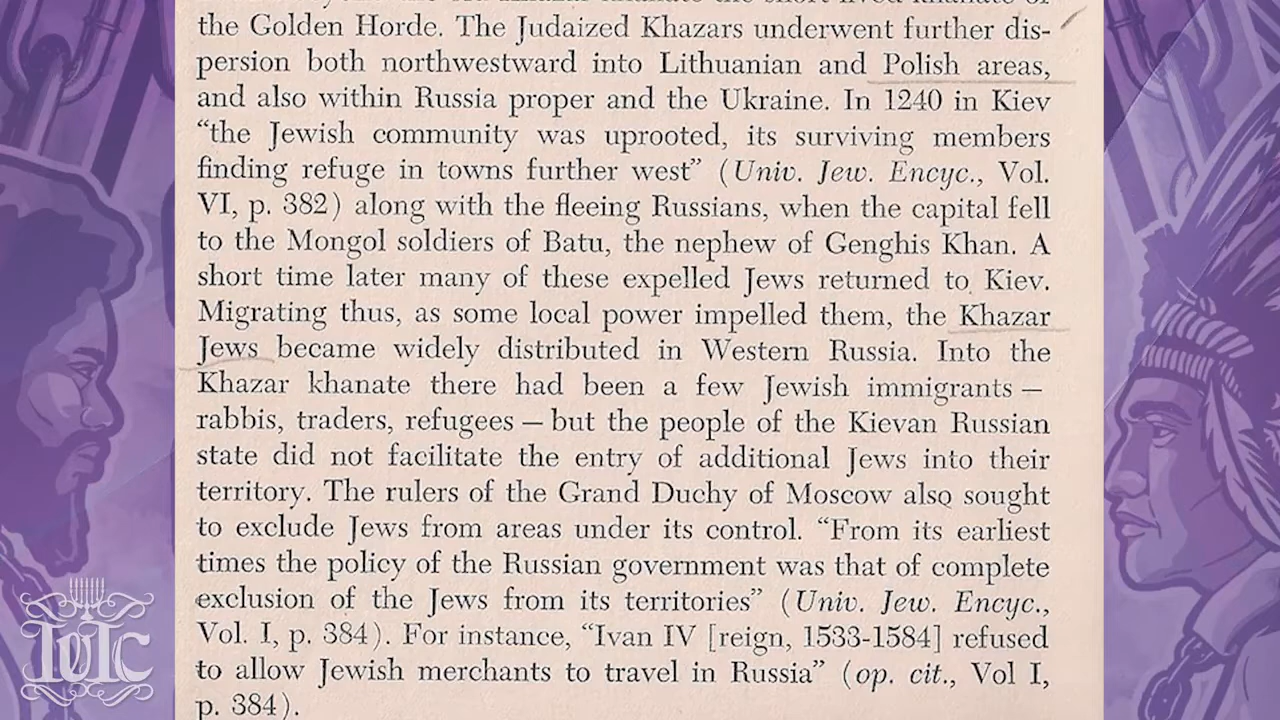 the Golden Horde. The Judaized Khazars underwent further dis-
persion both northwestward into Lithuanian and Polish areas,
and also within Russia proper and the Ukraine. In 1240 in Kiev
“the Jewish community was uprooted, its surviving members
finding refuge in towns further west” (Univ. Jew. Encyc., Vol.
VI, p. 382) along with the fleeing Russians, when the capital fell
to the Mongol soldiers of Batu, the nephew of Genghis Khan. A
short time later many of these expelled Jews returned to Kiev.
Migrating thus, as some local power impelled them, the Khazar
Jews became widely distributed in Western Russia. Into the
Khazar khanate there had been a few Jewish immigrants —
rabbis, traders, refugees — but the people of the Kievan Russian
state did not facilitate the entry of additional Jews into their
territory. The rulers of the Grand Duchy of Moscow also sought
to exclude Jews from areas under its control. “From its earliest
times the policy of the Russian government was that of complete
exclusion of the Jews from its territories” (Univ. Jew. Encyc.,
Vol. I, p. 384). For instance, “Ivan IV [reign, 1533-1584] refused
to allow Jewish merchants to travel in Russia” (op. cit., Vol I,
p. 384).
IUIC